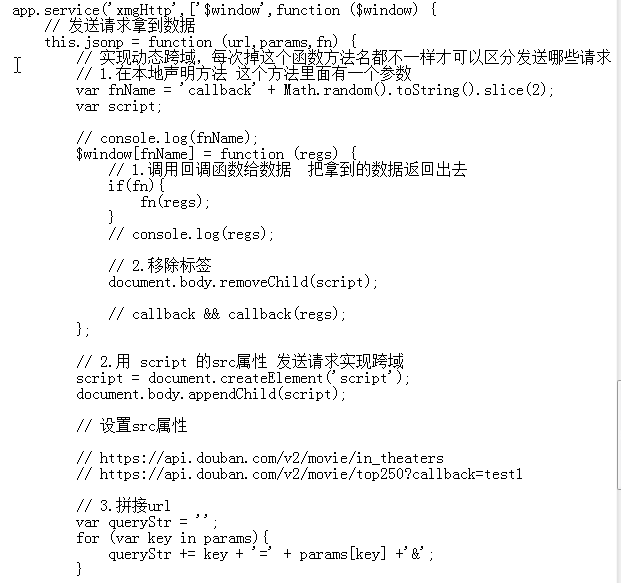 app.service('xmgHttp',['$window',function ($window) {
// 发送请求拿到数据
this.jsonp = function (url,params,fn) {
// 实现动态跨域，每次掉这个函数方法名都不一样才可以区分发送哪些请求
// 1.在本地声明方法 这个方法里面有一个参数
var fnName = 'callback' + Math.random().toString().slice(2);
var script;
// console.log(fnName);
$window[fnName] = function (regs) {
// 1.调用回调函数给数据 把拿到的数据返回出去
if(fn){
fn(regs);
}
// console.log(regs);
// 2.移除标签
document.body.removeChild(script);
// callback && callback(regs);
};
// 2.用 script 的src属性 发送请求实现跨域
script = document.createElement('script');
document.body.appendChild(script);
// 设置src属性
// https://api.douban.com/v2/movie/in_theaters
// https://api.douban.com/v2/movie/top250?callback=test1
// 3.拼接url
var queryStr = '';
for (var key in params){
queryStr += key + '=' + params[key] +'&';
}